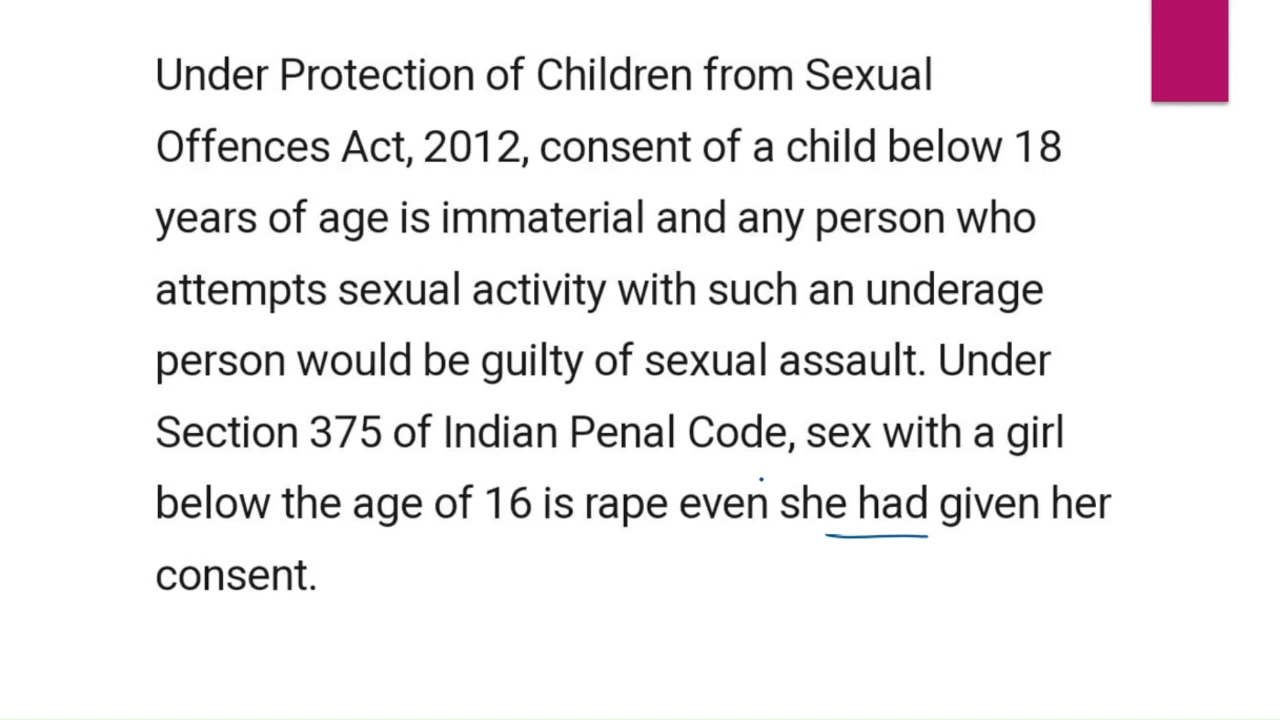 Under Protection of Children from Sexual
Offences Act, 2012, consent of a child below 18
years of age is immaterial and any person who
attempts sexual activity with such an underage
person would be guilty of sexual assault. Under
Section 375 of Indian Penal Code, sex with a girl
below the age of 16 is rape even she had given her
consent.